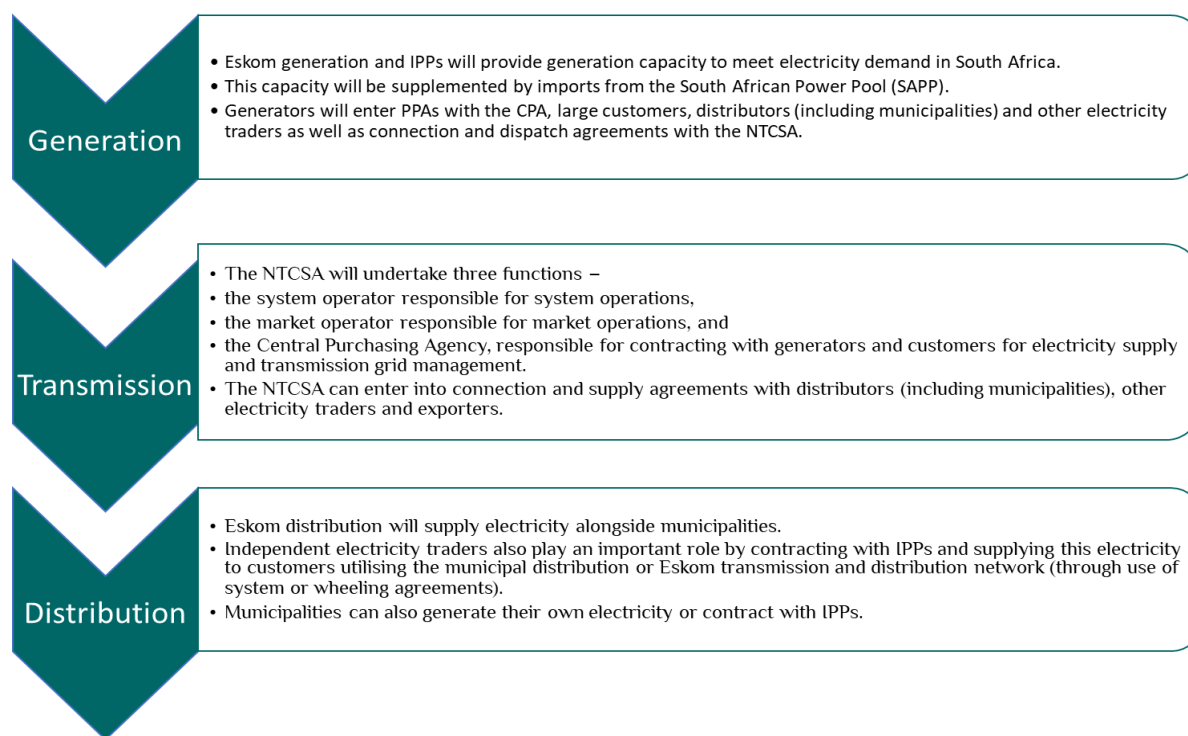 Generation
• Eskom generation and IPPs will provide generation capacity to meet electricity demand in South Africa.
• This capacity will be supplemented by imports from the South African Power Pool (SAPP).
• Generators will enter PPAs with the CPA, large customers, distributors (including municipalities) and other electricity
traders as well as connection and dispatch agreements with the NTCSA.
Transmission
• The NTCSA will undertake three functions –
• the system operator responsible for system operations,
• the market operator responsible for market operations, and
• the Central Purchasing Agency, responsible for contracting with generators and customers for electricity supply
and transmission grid management.
• The NTCSA can enter into connection and supply agreements with distributors (including municipalities), other
electricity traders and exporters.
Distribution
• Eskom distribution will supply electricity alongside municipalities.
• Independent electricity traders also play an important role by contracting with IPPs and supplying this electricity
to customers utilising the municipal distribution or Eskom transmission and distribution network (through use of
system or wheeling agreements).
• Municipalities can also generate their own electricity or contract with IPPs.